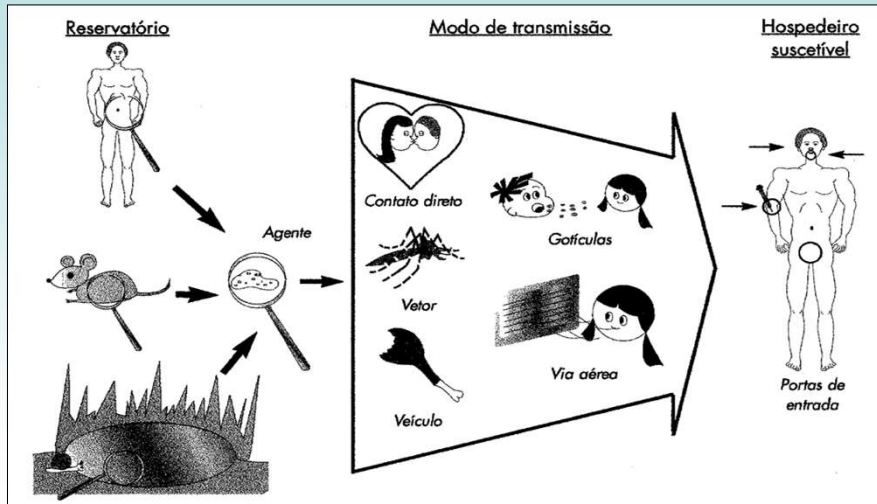 Reservatório
Modo de transmissão
Hospedeiro
suscetível
Agente
Contato direto
Gotículas
Vetor
Via aérea
Veículo
Portas de
entrada